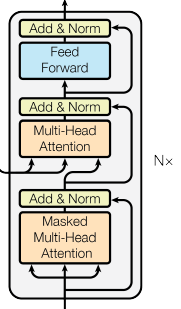 Add & Norm
Feed
Forward
Add & Norm
Multi-Head
Attention
N×
Add & Norm
Masked
Multi-Head
Attention